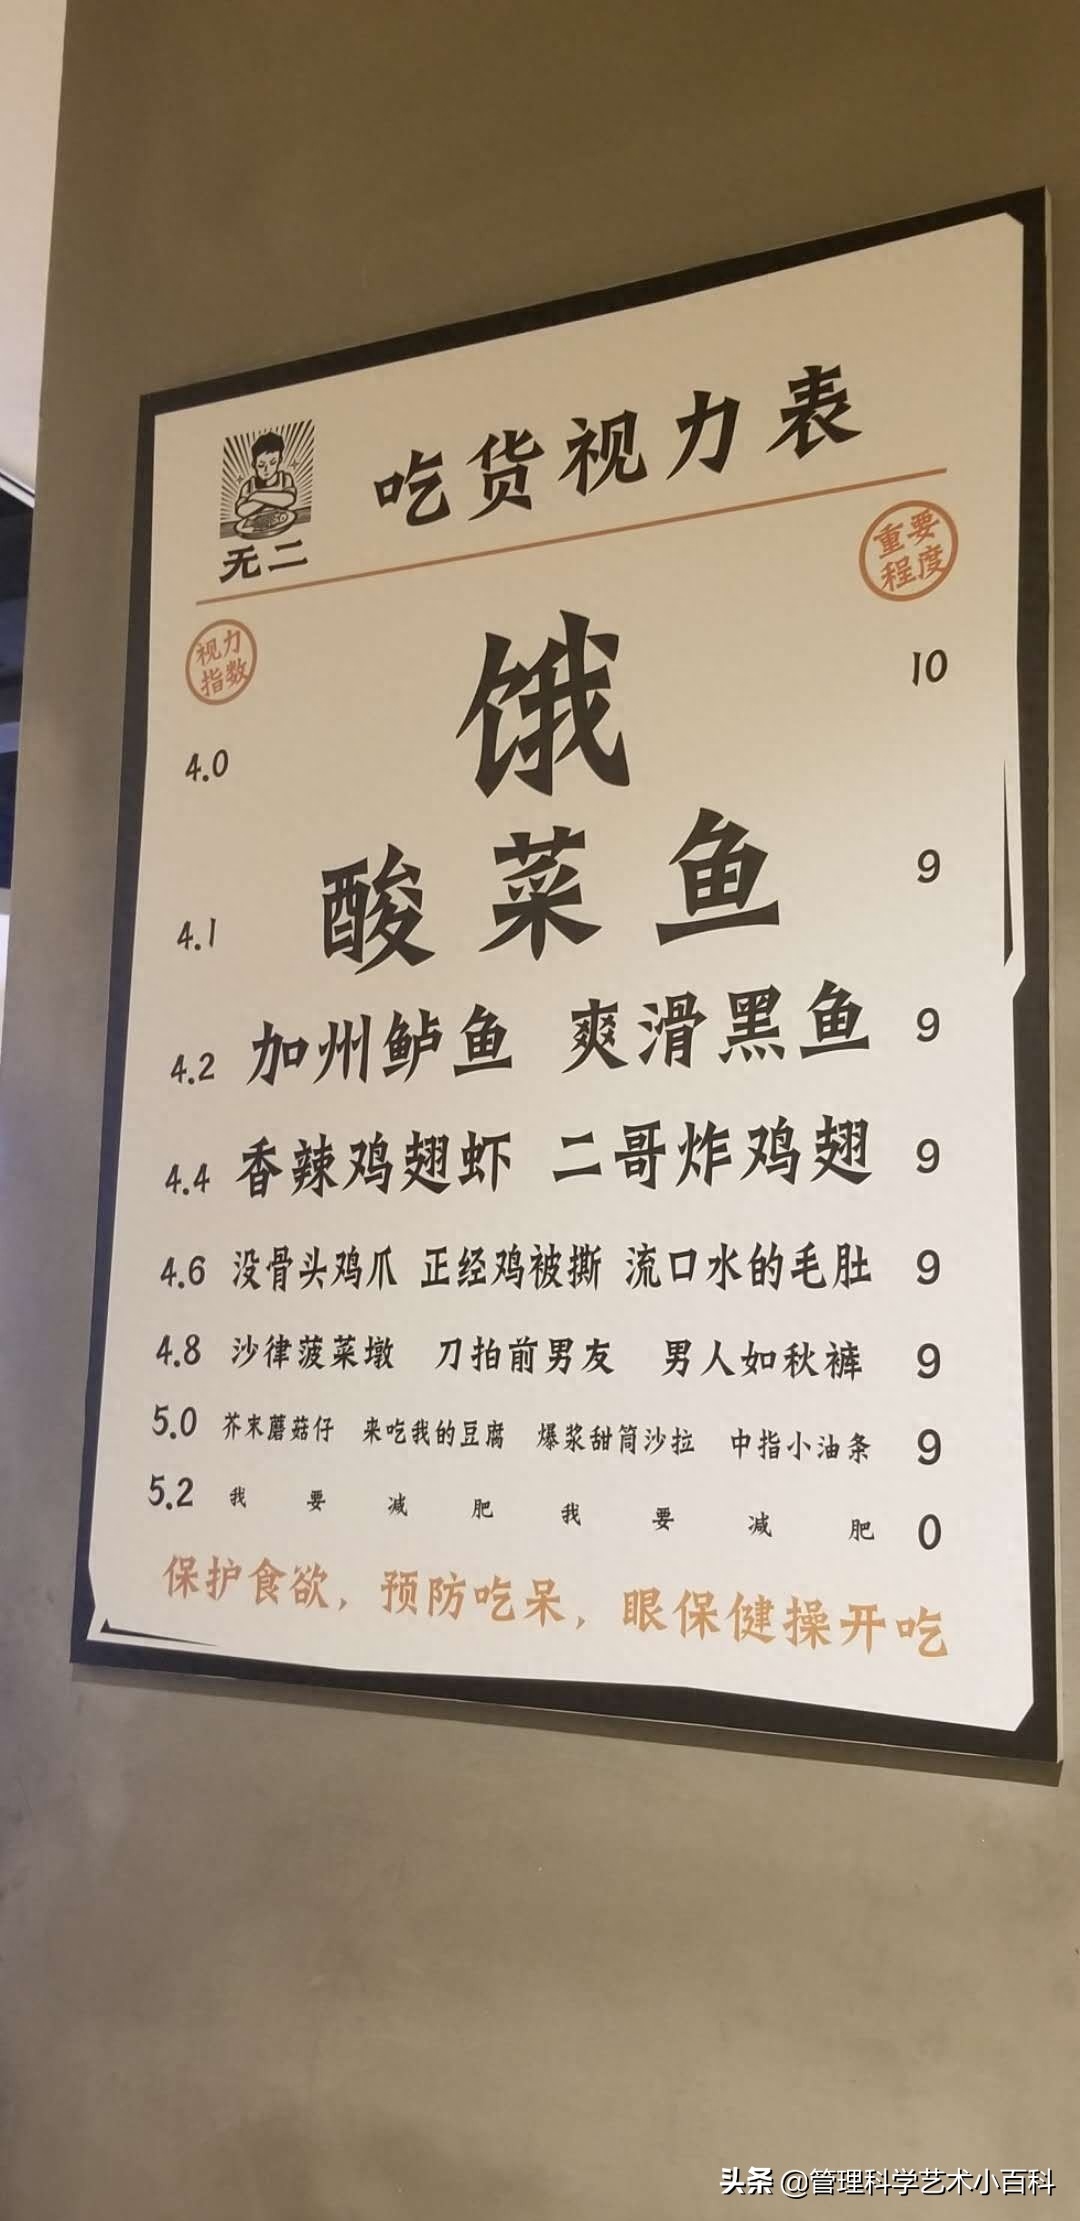 吃货视力表
无二
重要
程度
视力
指数
4.0 饿 10
4.1 酸菜鱼 9
4.2 加州鲈鱼 爽滑黑鱼 9
4.4 香辣鸡翅虾 二哥炸鸡翅 9
4.6 没骨头鸡爪 正经鸡被撕 流口水的毛肚 9
4.8 沙律菠菜墩 刀拍前男友 男人如秋裤 9
5.0 芥末蘑菇仔 来吃我的豆腐 爆浆甜筒沙拉 中指小油条 9
5.2 我要减肥我要减肥 0
保护食欲，预防吃呆，眼保健操开吃
头条 @管理科学艺术小百科